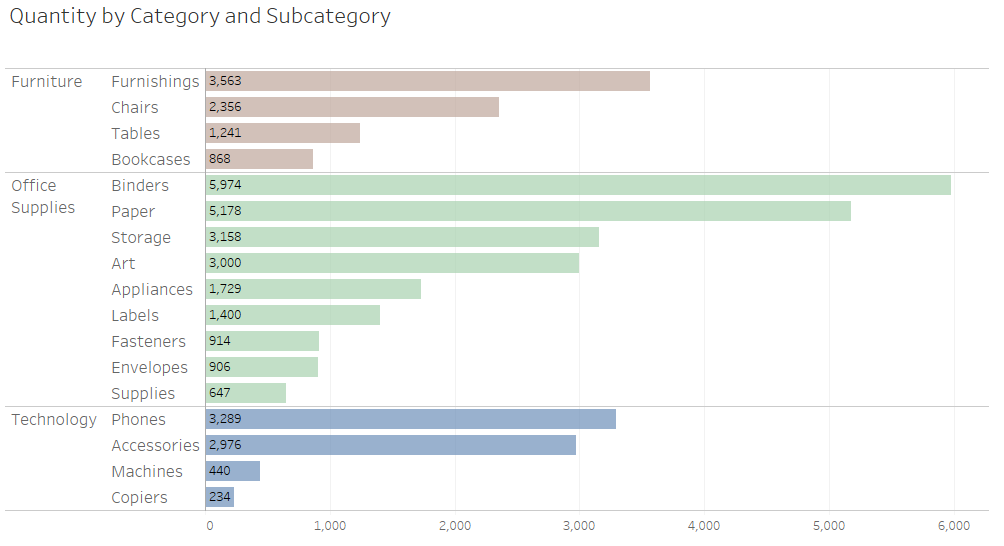 Quantity by Category and Subcategory
Furniture Furnishings 3,563
Chairs 2,356
Tables 1,241
Bookcases 868
Office Binders 5,974
Supplies Paper 5,178
Storage 3,158
Art 3,000
Appliances 1,729
Labels 1,400
Fasteners 914
Envelopes 906
Supplies 647
Technology Phones 3,289
Accessories 2,976
Machines 440
Copiers 234
0 1,000 2,000 3,000 4,000 5,000 6,000